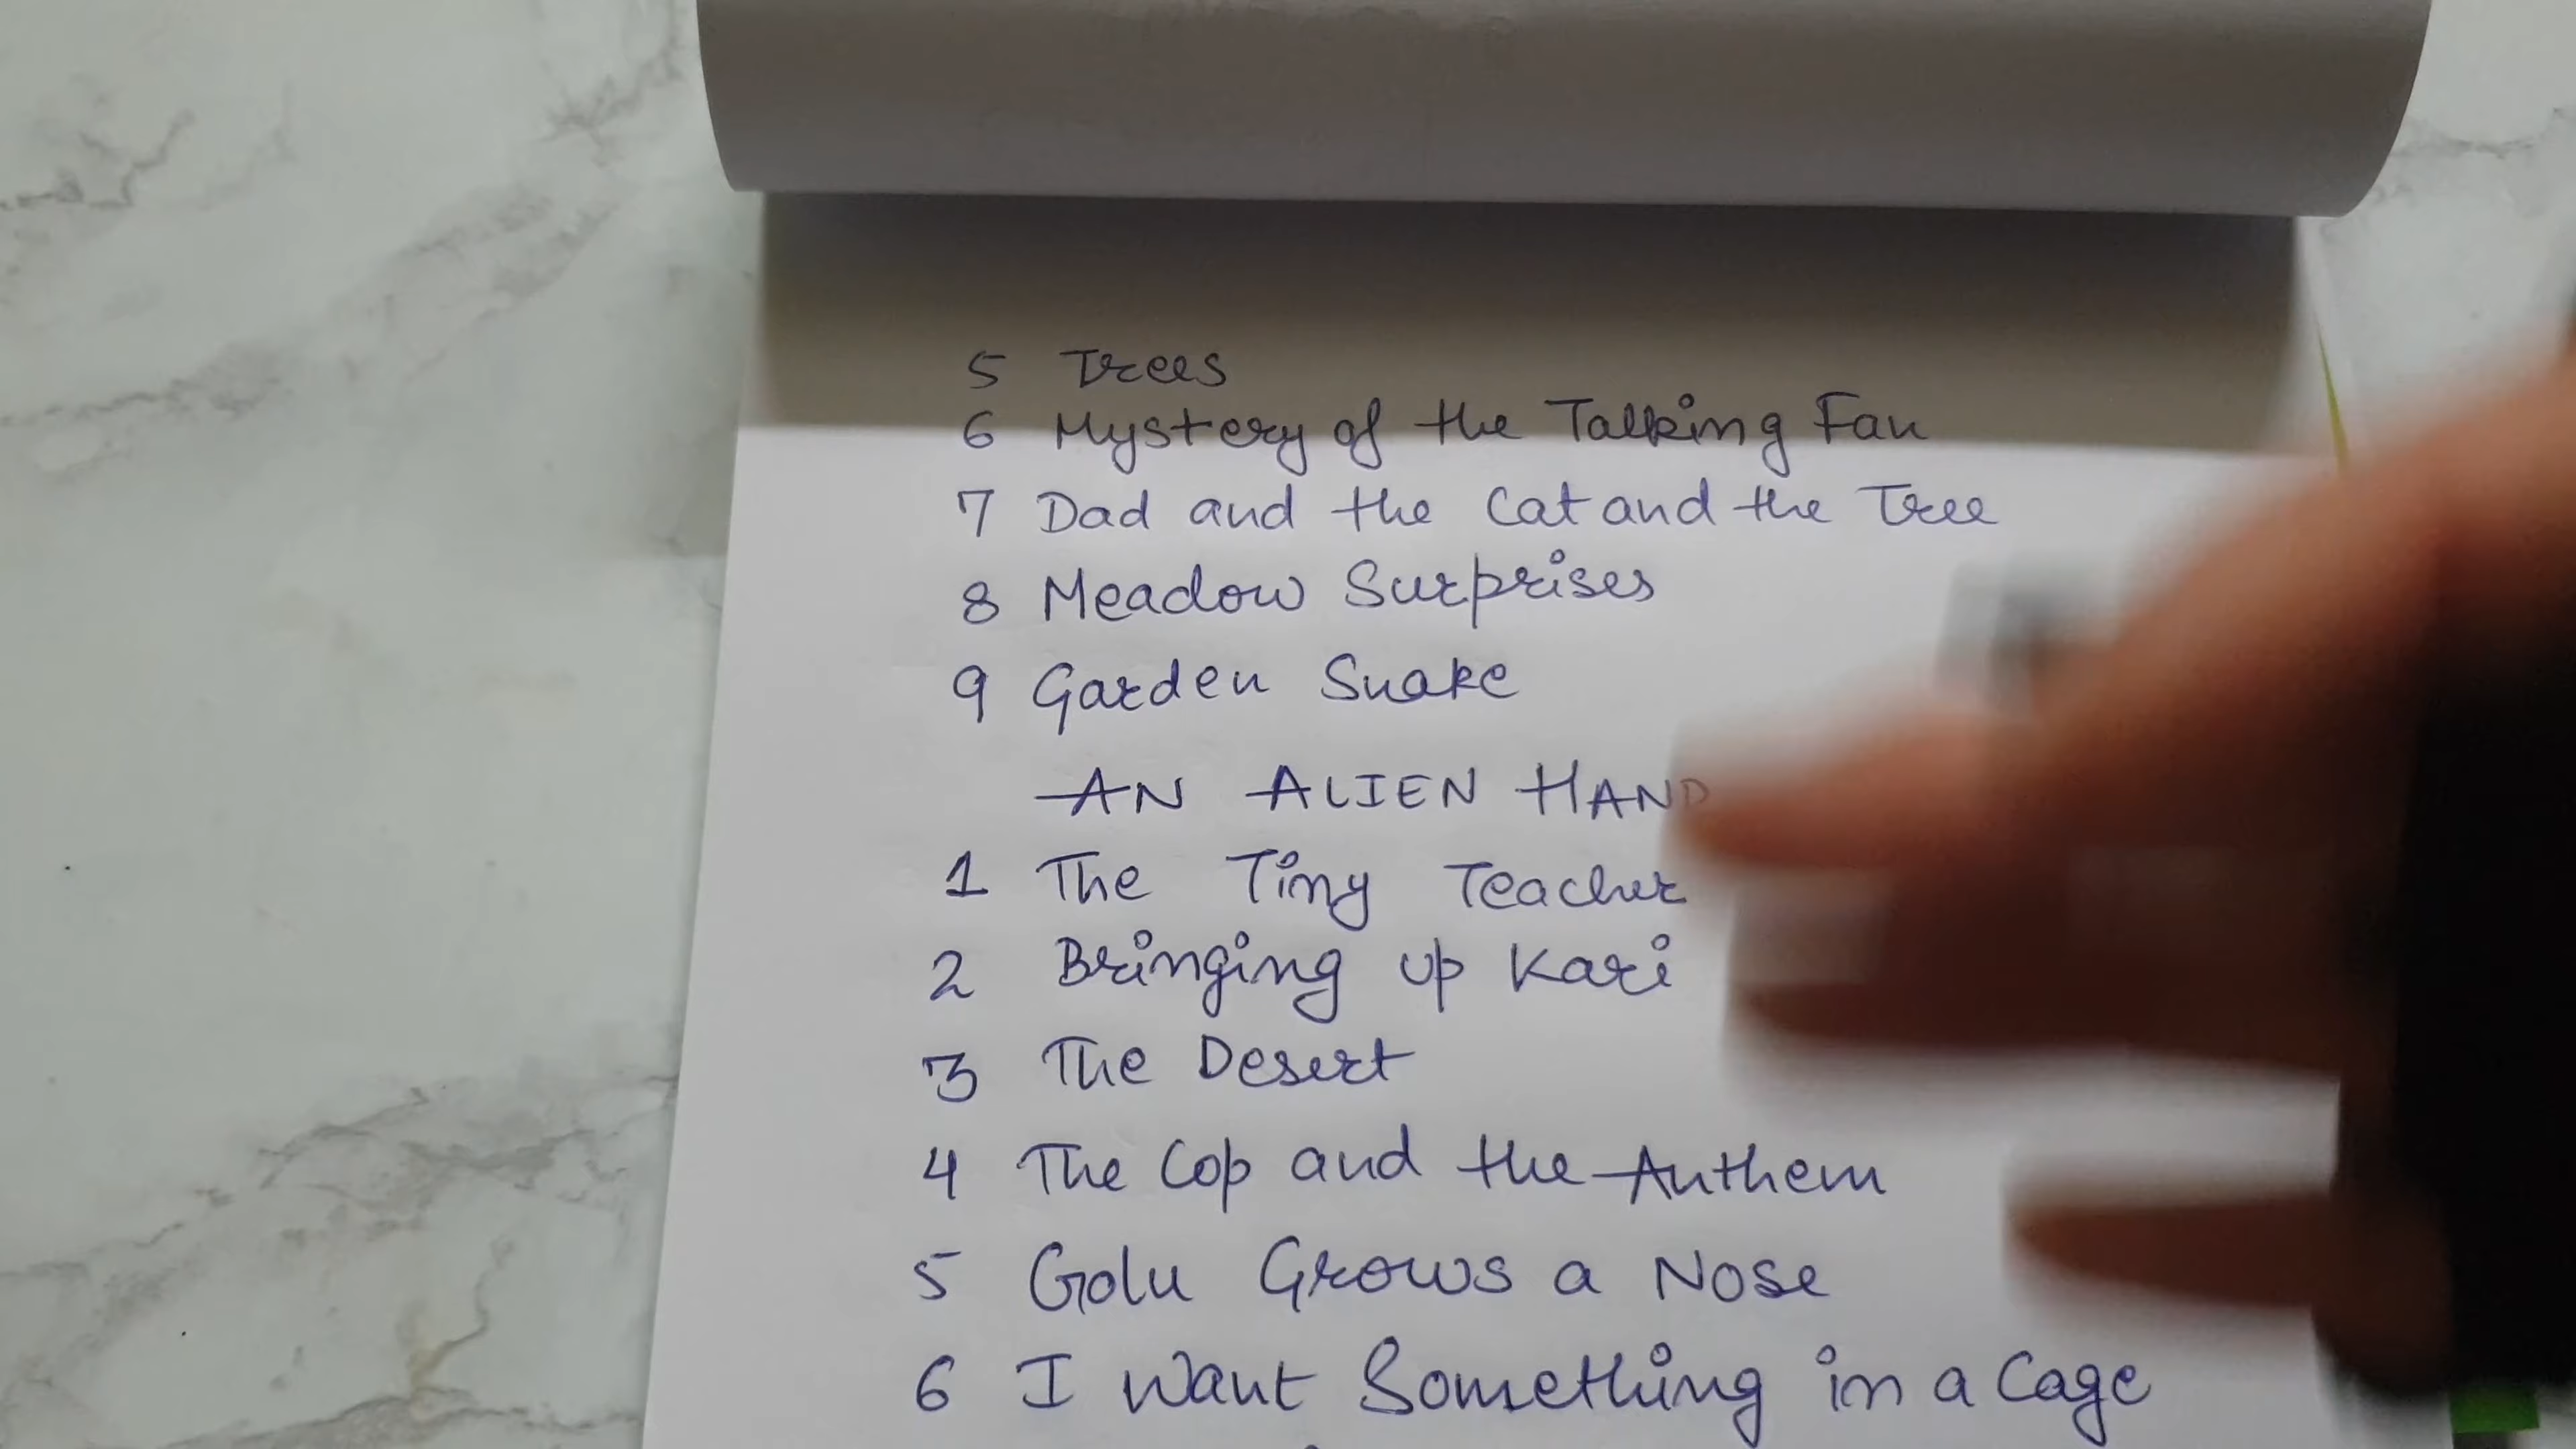 5 Trees
6 Mystery of the Talking Fan
7 Dad and the Cat and the Tree
8 Meadow Surprises
9 Garden Snake
AN ALIEN HAND
1 The Tiny Teacher
2 Bringing up Kari
3 The Desert
4 The Cop and the Anthem
5 Golu Grows a Nose
6 I Want Something in a Cage